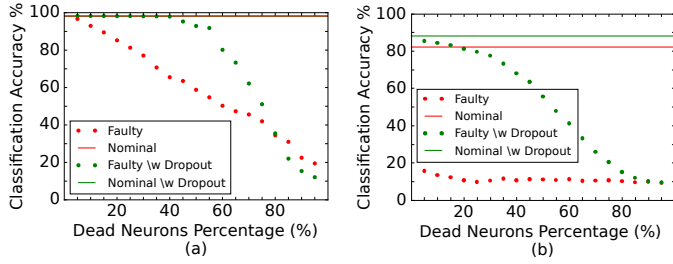 Classification Accuracy %
100
80
60
40
20
0
Faulty
Nominal
Faulty \w Dropout
Nominal \w Dropout
20 40 60 80
Dead Neurons Percentage (%)
(a)
Classification Accuracy %
100
80
60
40
20
0
Faulty
Nominal
Faulty \w Dropout
Nominal \w Dropout
20 40 60 80
Dead Neurons Percentage (%)
(b)